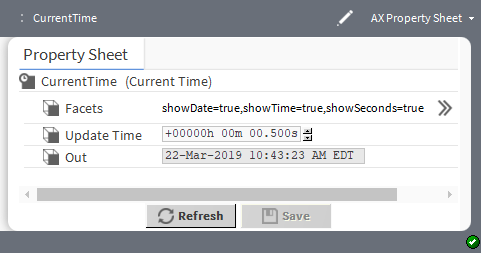 : CurrentTime AX Property Sheet
Property Sheet
CurrentTime (Current Time)
Facets showDate=true,showTime=true,showSeconds=true
Update Time +00000h 00m 00.500s
Out 22-Mar-2019 10:43:23 AM EDT
Refresh Save